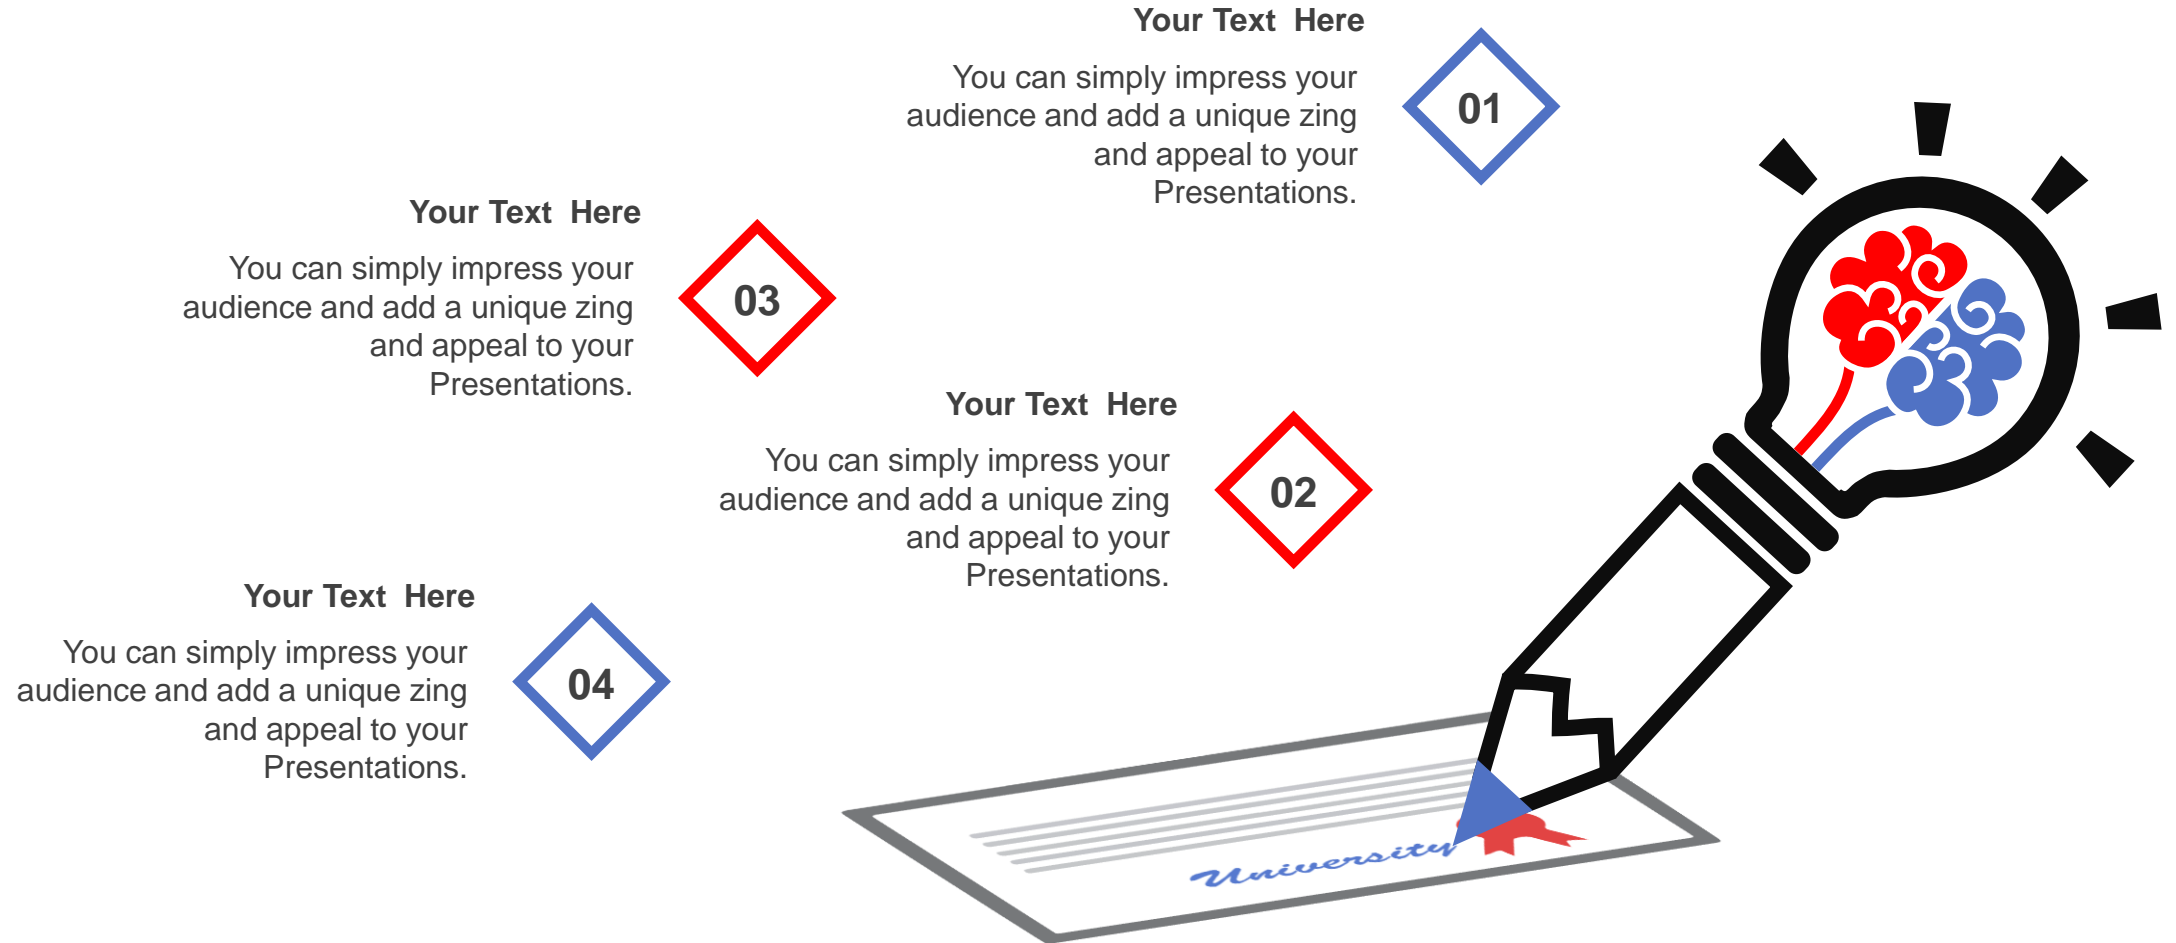 Your Text  Here
You can simply impress your
audience and add a unique zing
and appeal to your
Presentations.
01
Your Text  Here
You can simply impress your
audience and add a unique zing
and appeal to your
Presentations.
03
Your Text  Here
You can simply impress your
audience and add a unique zing
and appeal to your
Presentations.
02
Your Text  Here
You can simply impress your
audience and add a unique zing
and appeal to your
Presentations.
04
University